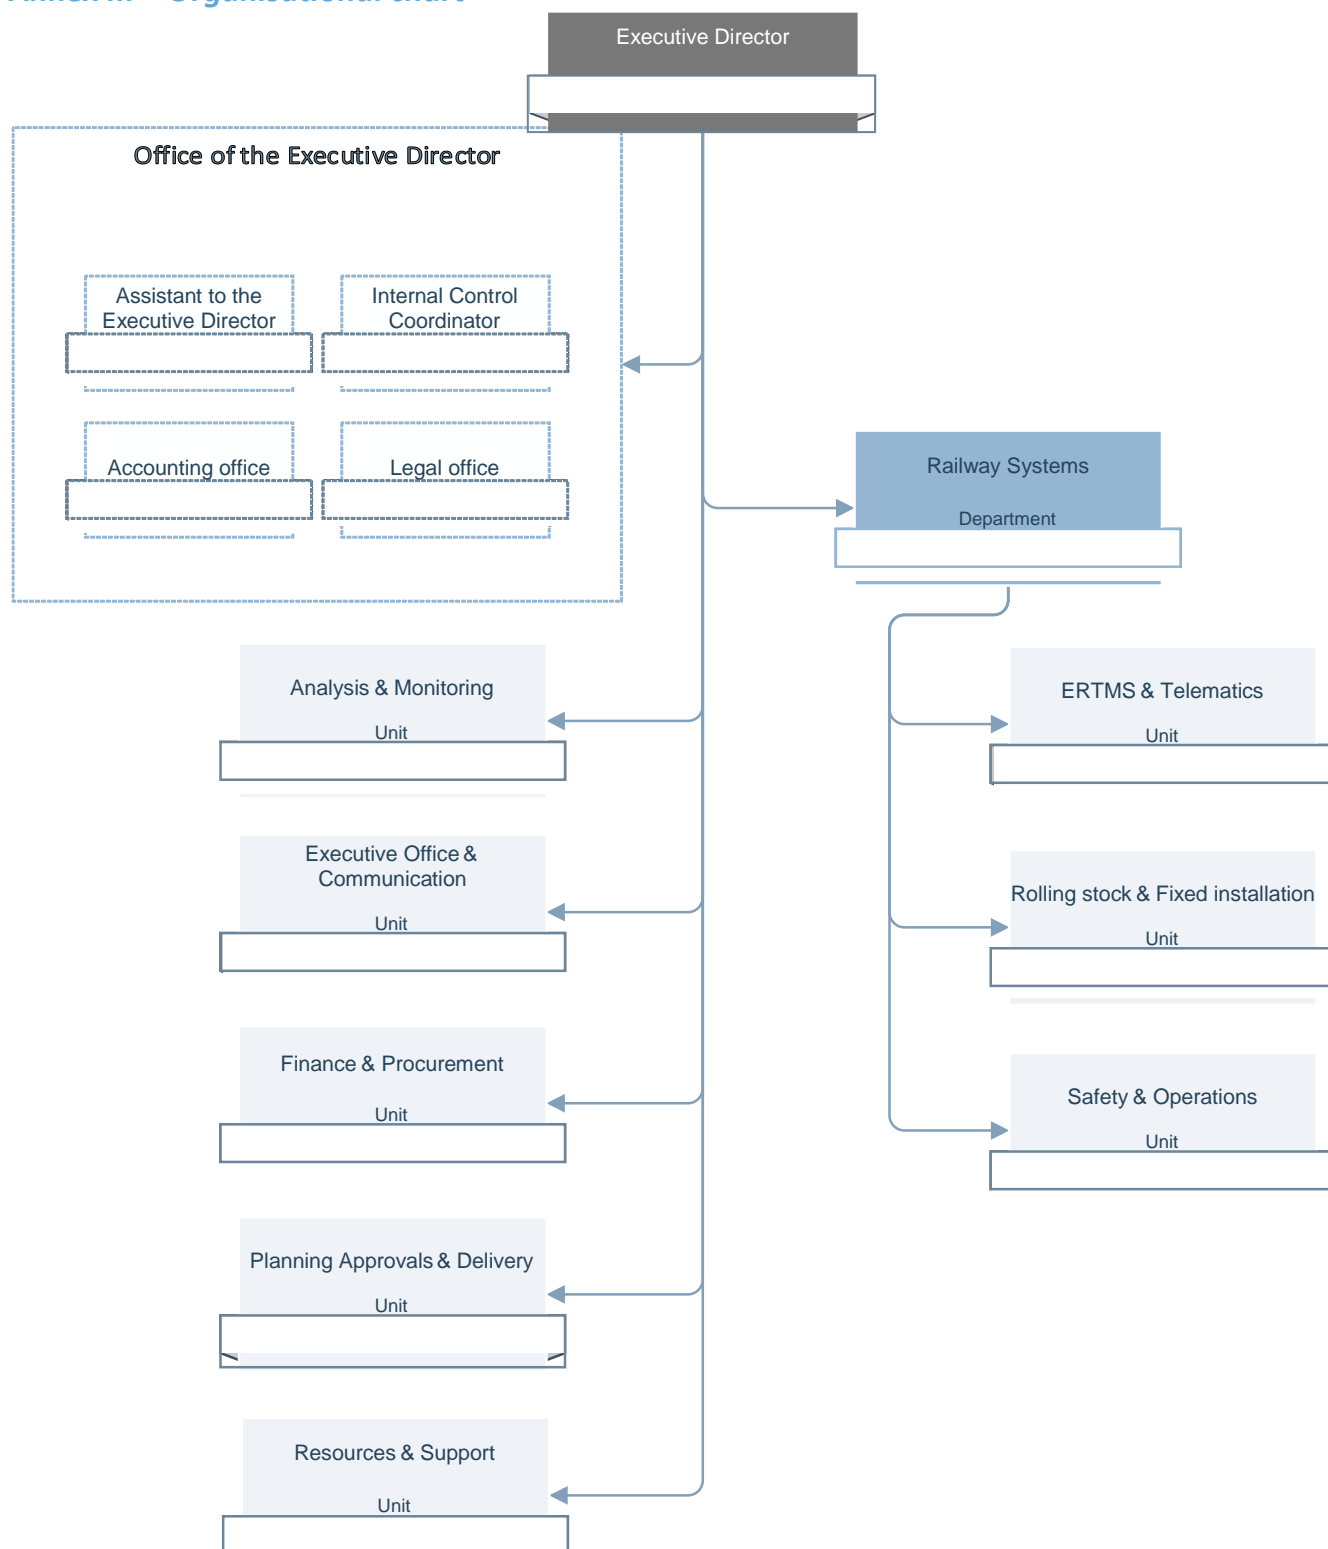 Executive Director
Office of the Executive Director
Assistant to the
Executive Director
Internal Control
Coordinator
Accounting office
Legal office
Railway Systems
Department
Analysis & Monitoring
Unit
ERTMS & Telematics
Unit
Executive Office &
Communication
Unit
Rolling stock & Fixed installation
Unit
Finance & Procurement
Unit
Safety & Operations
Unit
Planning Approvals & Delivery
Unit
Resources & Support
Unit